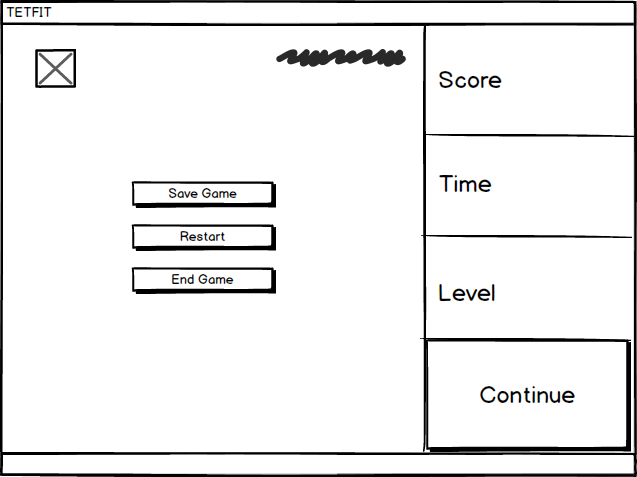 TETFIT
Score
Time
Save Game
Restart
End Game
Level
Continue